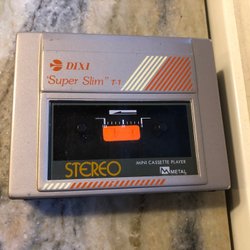 DIXI
"Super Slim" T-1
STEREO
MINI CASSETTE PLAYER
METAL